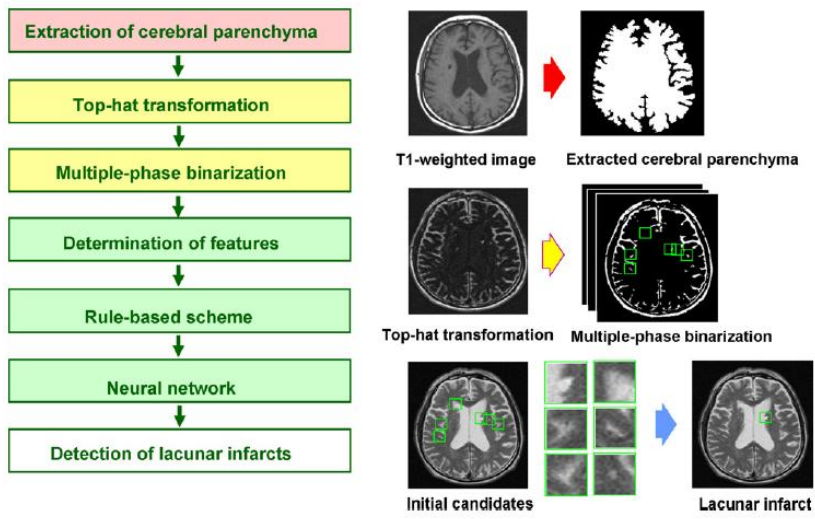 Extraction of cerebral parenchyma
Top-hat transformation
Multiple-phase binarization
Determination of features
Rule-based scheme
Neural network
Detection of lacunar infarcts
T1-weighted image
Extracted cerebral parenchyma
Top-hat transformation
Multiple-phase binarization
Initial candidates
Lacunar infarct